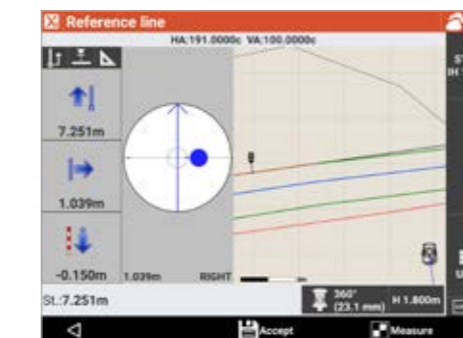 Reference line
HA:191.0000c VA:100.0000c
7.251m
1.039m
-0.150m
1.039m RIGHT
St.:7.251m
360°
(23.1 mm)
H 1.800m
Accept
Measure